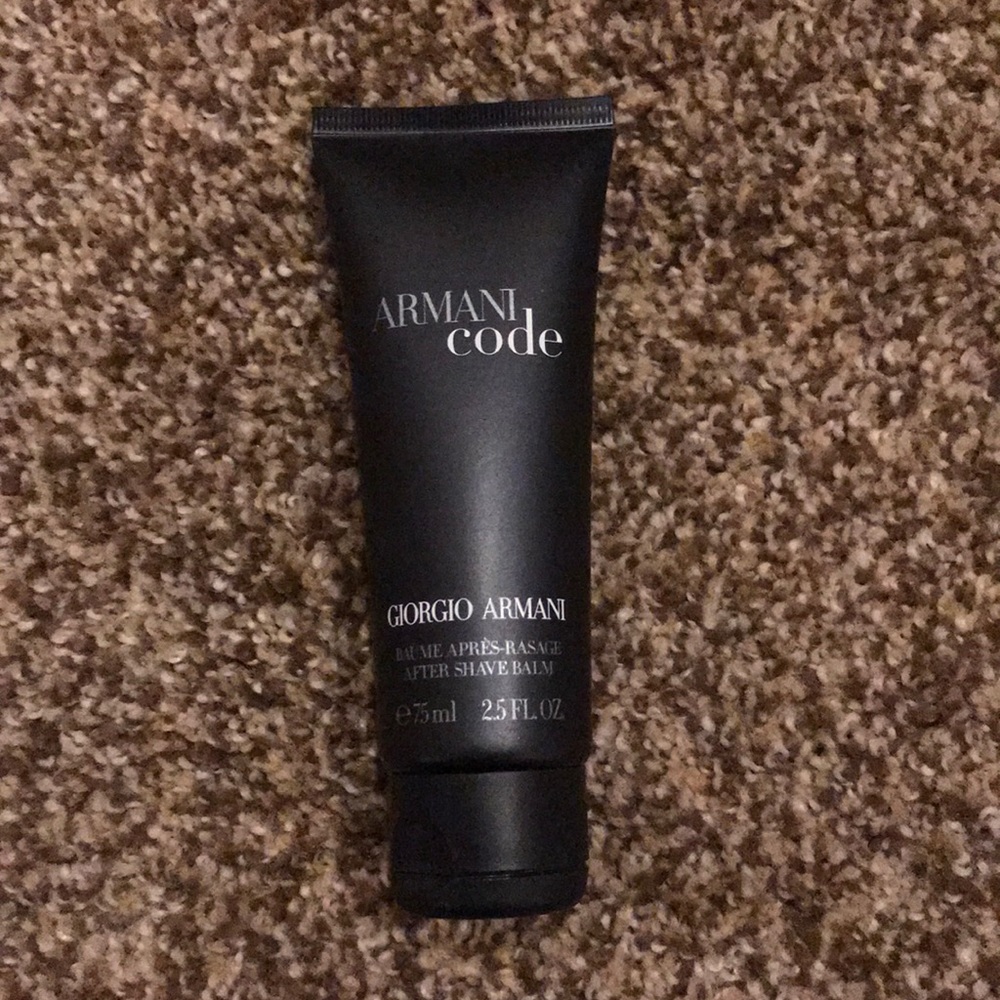 ARMANI
code
GIORGIO ARMANI
BAUME APRÈS-RASAGE
AFTER SHAVE BALM
℮75 ml 2.5 FL. OZ.